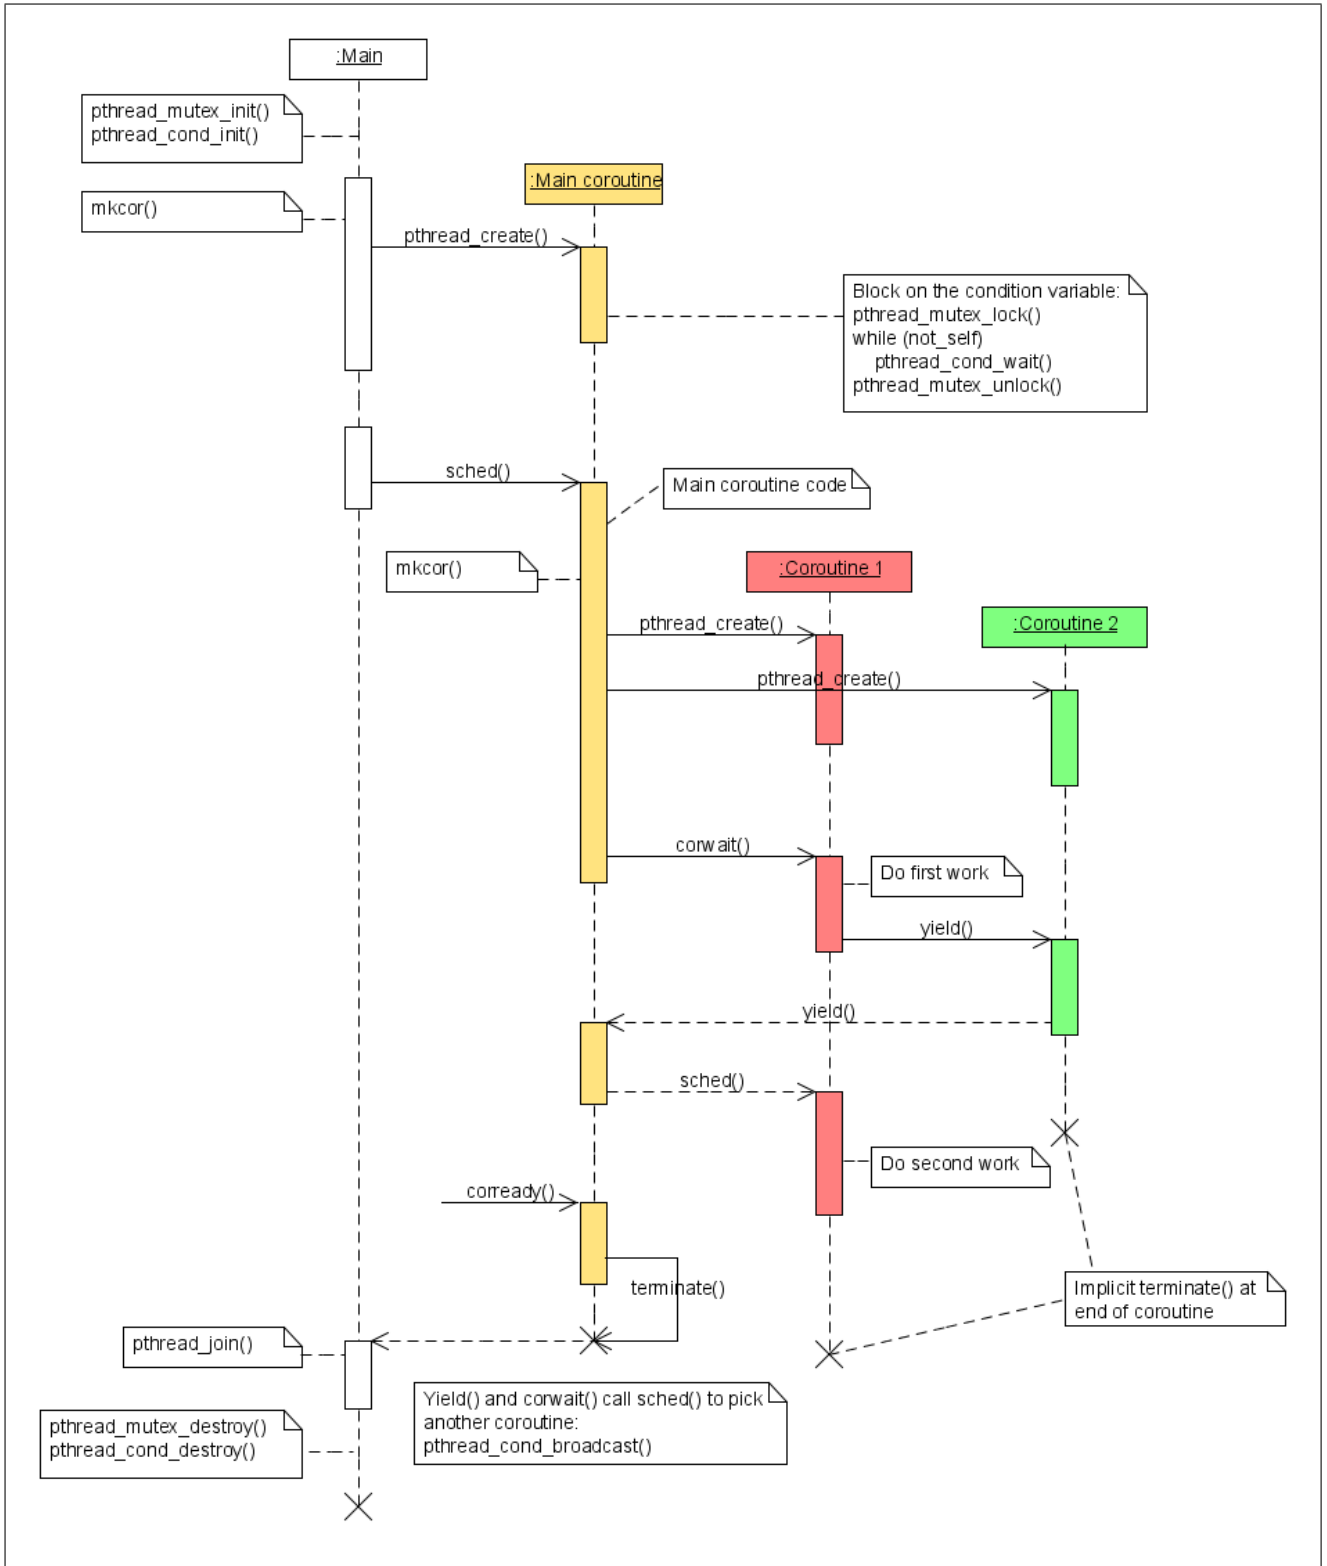 :Main
pthread_mutex_init()
pthread_cond_init()
:Main coroutine
mkcor()
pthread_create()
Block on the condition variable:
pthread_mutex_lock()
while (not_self)
pthread_cond_wait()
pthread_mutex_unlock()
sched()
Main coroutine code
mkcor()
:Coroutine 1
pthread_create()
:Coroutine 2
pthread_create()
corwait()
Do first work
yield()
yield()
sched()
Do second work
corready()
terminate()
Implicit terminate() at
end of coroutine
pthread_join()
Yield() and corwait() call sched() to pick
another coroutine:
pthread_cond_broadcast()
pthread_mutex_destroy()
pthread_cond_destroy()